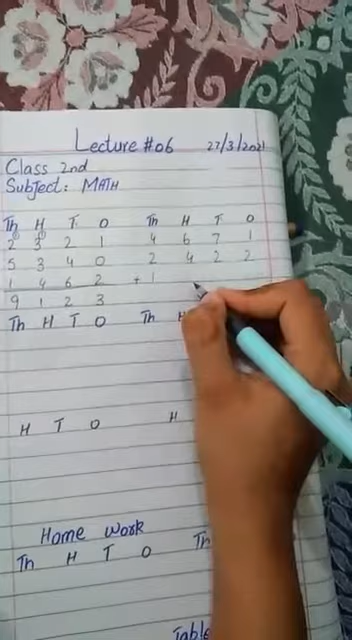 Lecture #06 27/3/2021
Class 2nd
Subject: MATH
Th H T O Th H T O
2 3 2 1 4 6 7 1
5 3 4 0 2 4 2 2
1 4 6 2 + 1
9 1 2 3
Th H T O Th H
H T O H
Home Work
Th H T O Th
Table